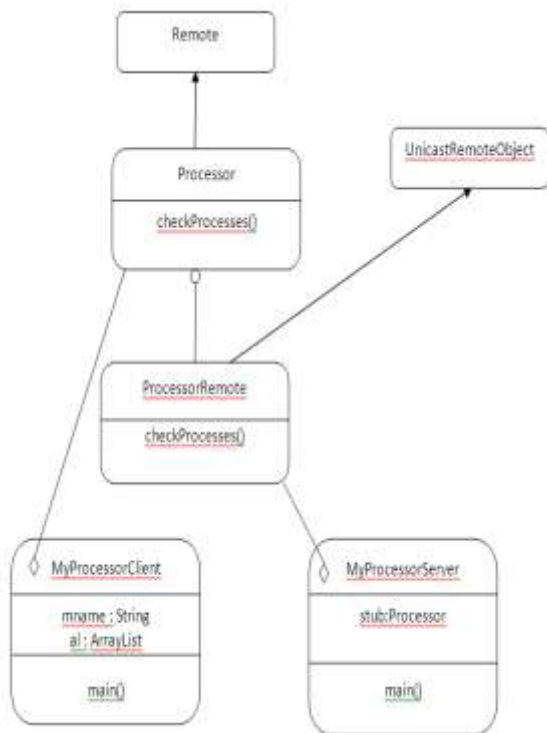 Remote
UnicastRemoteObject
Processor
checkProcesses()
ProcessorRemote
checkProcesses()
MyProcessorClient
mname : String
al : ArrayList
main()
MyProcessorServer
stub:Processor
main()